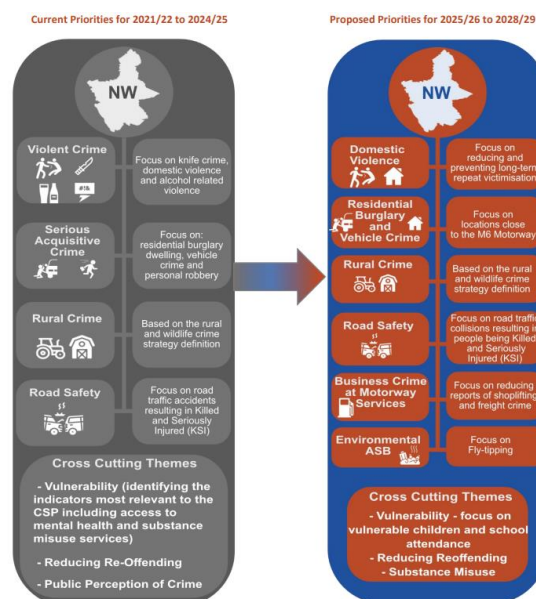 Current Priorities for 2021/22 to 2024/25
NW
Violent Crime
#!&
Focus on knife crime,
domestic violence
and alcohol related
violence
Serious
Acquisitive
Crime
Focus on:
residential burglary
dwelling, vehicle
crime and
personal robbery
Rural Crime
Based on the rural
and wildlife crime
strategy definition
Road Safety
Focus on road
traffic accidents
resulting in Killed
and Seriously
Injured (KSI)
Cross Cutting Themes
- Vulnerability (identifying the
indicators most relevant to the
CSP including access to
mental health and substance
misuse services)
- Reducing Re-Offending
- Public Perception of Crime
Proposed Priorities for 2025/26 to 2028/29
NW
Domestic
Violence
Focus on
reducing and
preventing long-term
repeat victimisation
Residential
Burglary
and
Vehicle Crime
Focus on
locations close
to the M6 Motorway
Rural Crime
Based on the rural
and wildlife crime
strategy definition
Road Safety
Focus on road traffic
collisions resulting in
people being Killed
and Seriously
Injured (KSI)
Business Crime
at Motorway
Services
Focus on reducing
reports of shoplifting
and freight crime
Environmental
ASB
Focus on
Fly-tipping
Cross Cutting Themes
- Vulnerability - focus on
vulnerable children and school
attendance
- Reducing Reoffending
- Substance Misuse